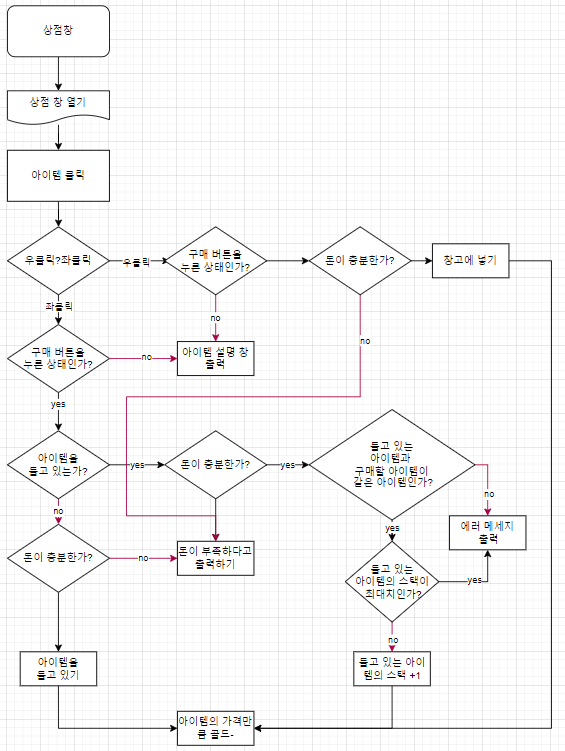 상점창
상점 창 열기
아이템 클릭
우클릭?좌클릭
우클릭
구매 버튼을
누른 상태인가?
돈이 충분한가?
창고에 넣기
좌클릭
no
no
구매 버튼을
누른 상태인가?
no
아이템 설명 창
출력
yes
아이템을
들고 있는가?
yes
돈이 충분한가?
yes
들고 있는
아이템과
구매할 아이템이
같은 아이템인가?
no
no
yes
에러 메세지
출력
돈이 충분한가?
no
돈이 부족하다고
출력하기
들고 있는
아이템의 스택이
최대치인가?
yes
no
아이템을
들고 있기
들고 있는 아이
템의 스택 +1
아이템의 가격만
큼 골드-